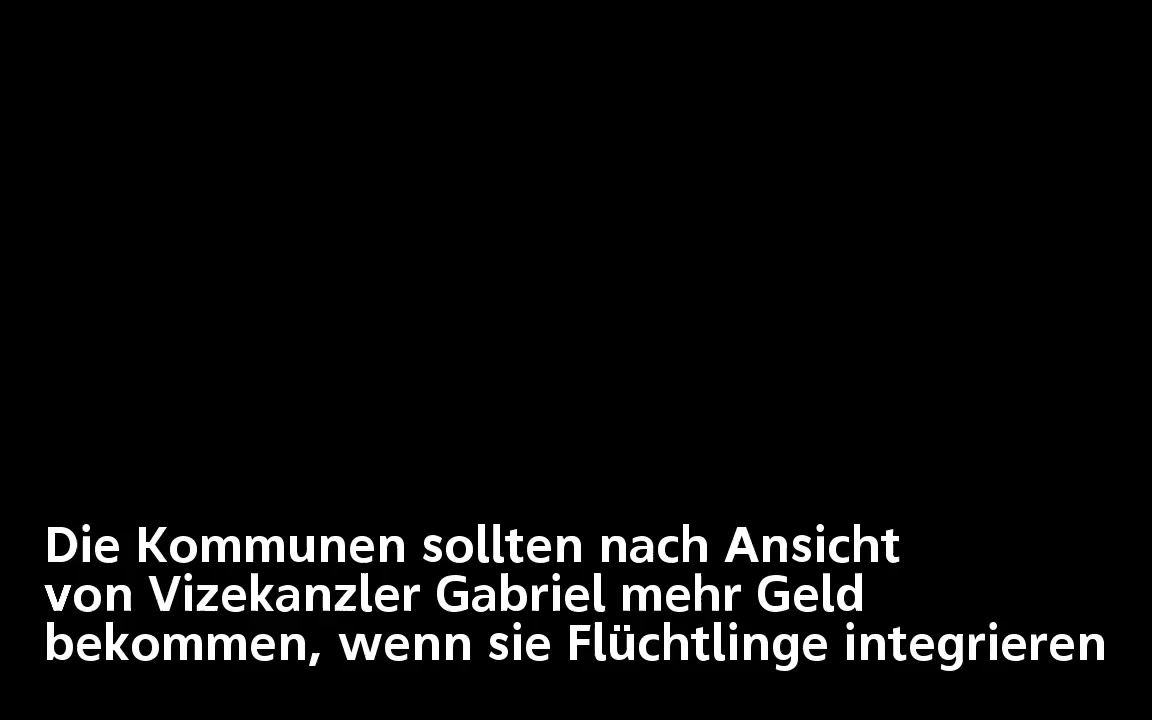 Die Kommunen sollten nach Ansicht
von Vizekanzler Gabriel mehr Geld
bekommen, wenn sie Flüchtlinge integrieren